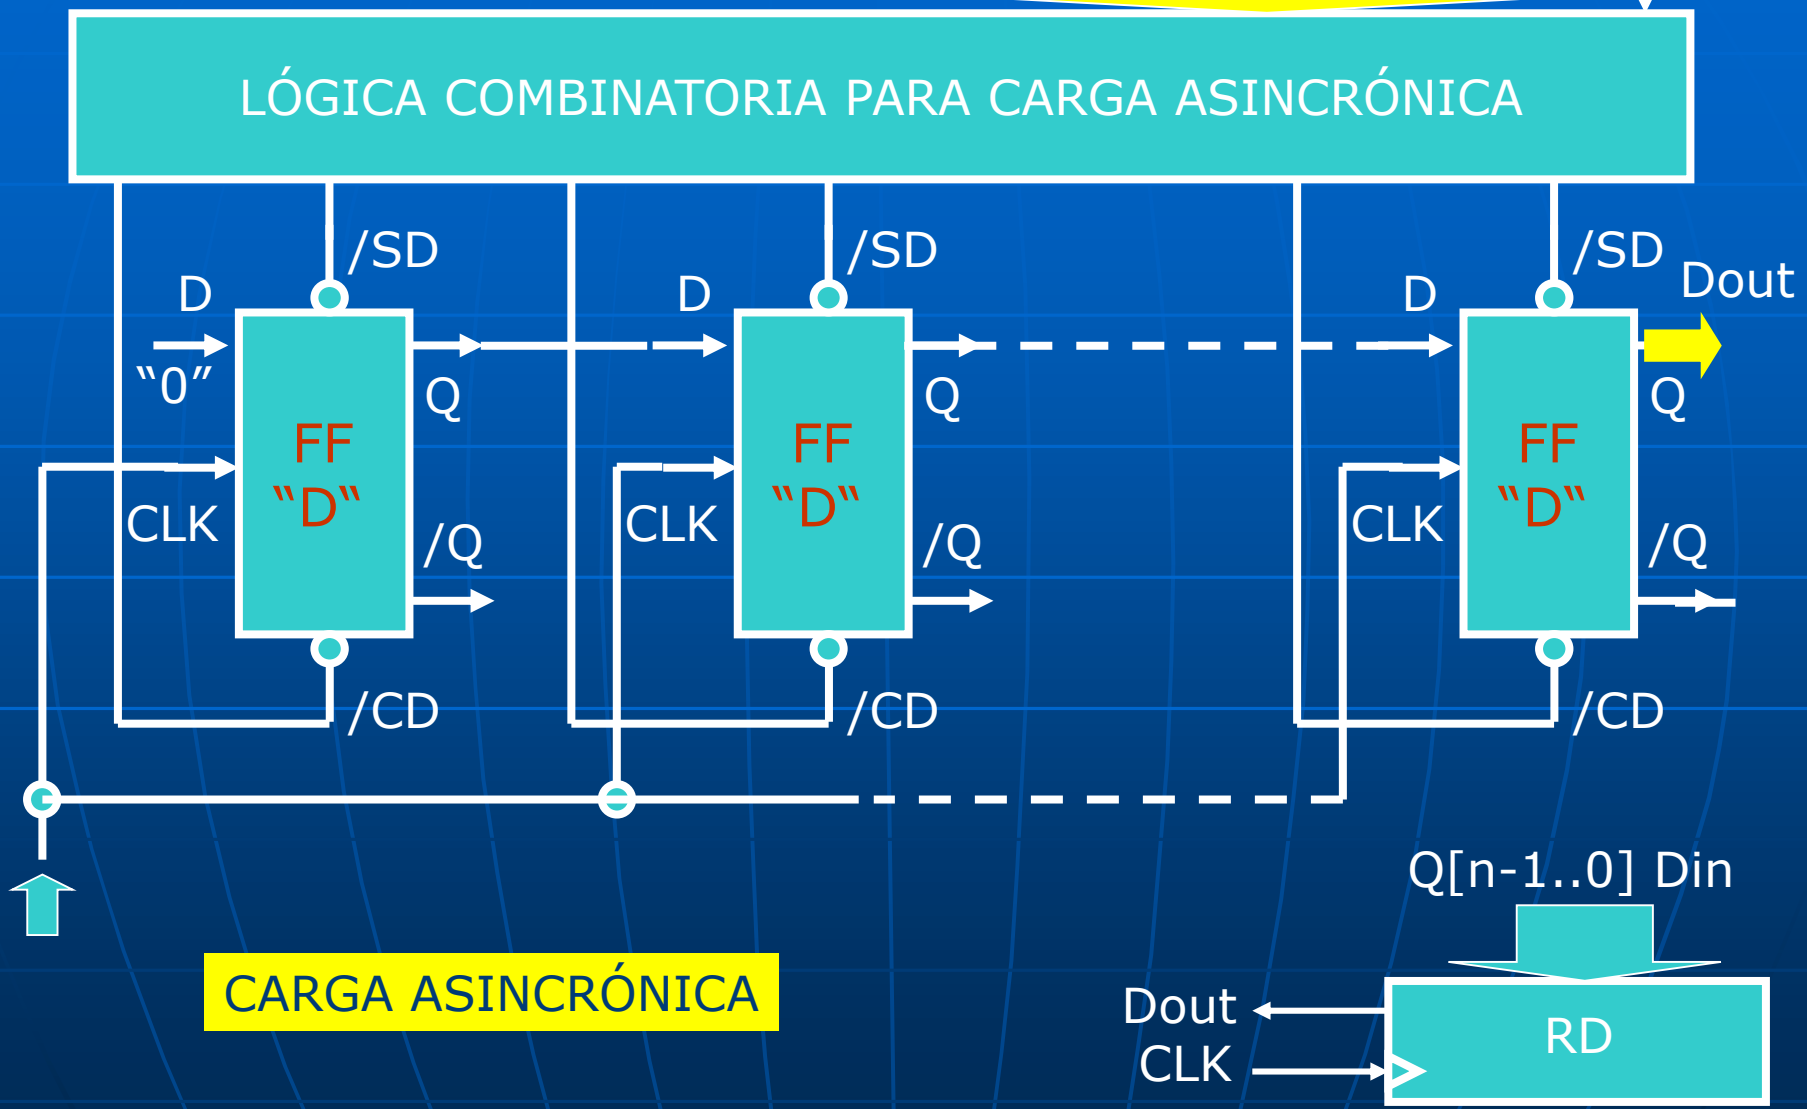 LÓGICA COMBINATORIA PARA CARGA ASINCRÓNICA
/SD
/SD
/SD
D
D
D
Dout
“0”
Q
Q
Q
FF
“D“
FF
“D“
FF
“D“
CLK
CLK
CLK
/Q
/Q
/Q
/CD
/CD
/CD
Q[n-1..0] Din
CARGA ASINCRÓNICA
Dout
CLK
RD